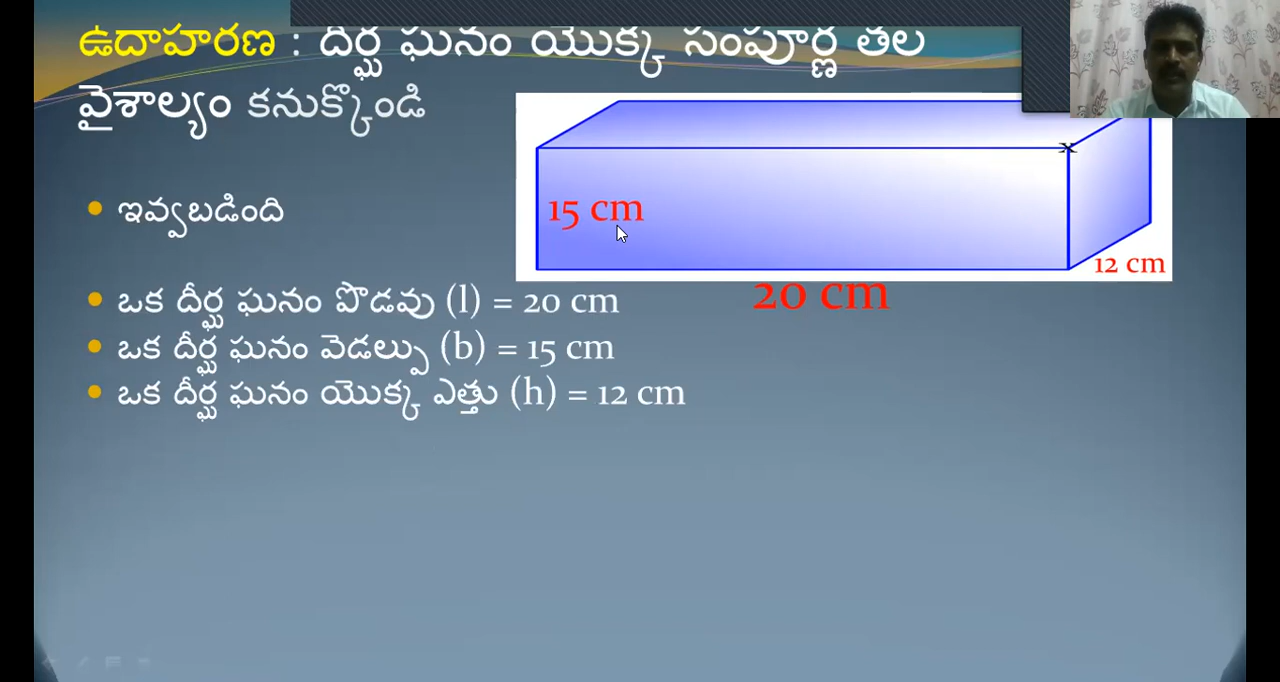 ఉదాహరణ : దీర్ఘ ఘనం యొక్క సంపూర్ణ తల
వైశాల్యం కనుక్కోండి
ఇవ్వబడింది
15 cm
12 cm
20 cm
ఒక దీర్ఘ ఘనం పొడవు (l) = 20 cm
ఒక దీర్ఘ ఘనం వెడల్పు (b) = 15 cm
ఒక దీర్ఘ ఘనం యొక్క ఎత్తు (h) = 12 cm